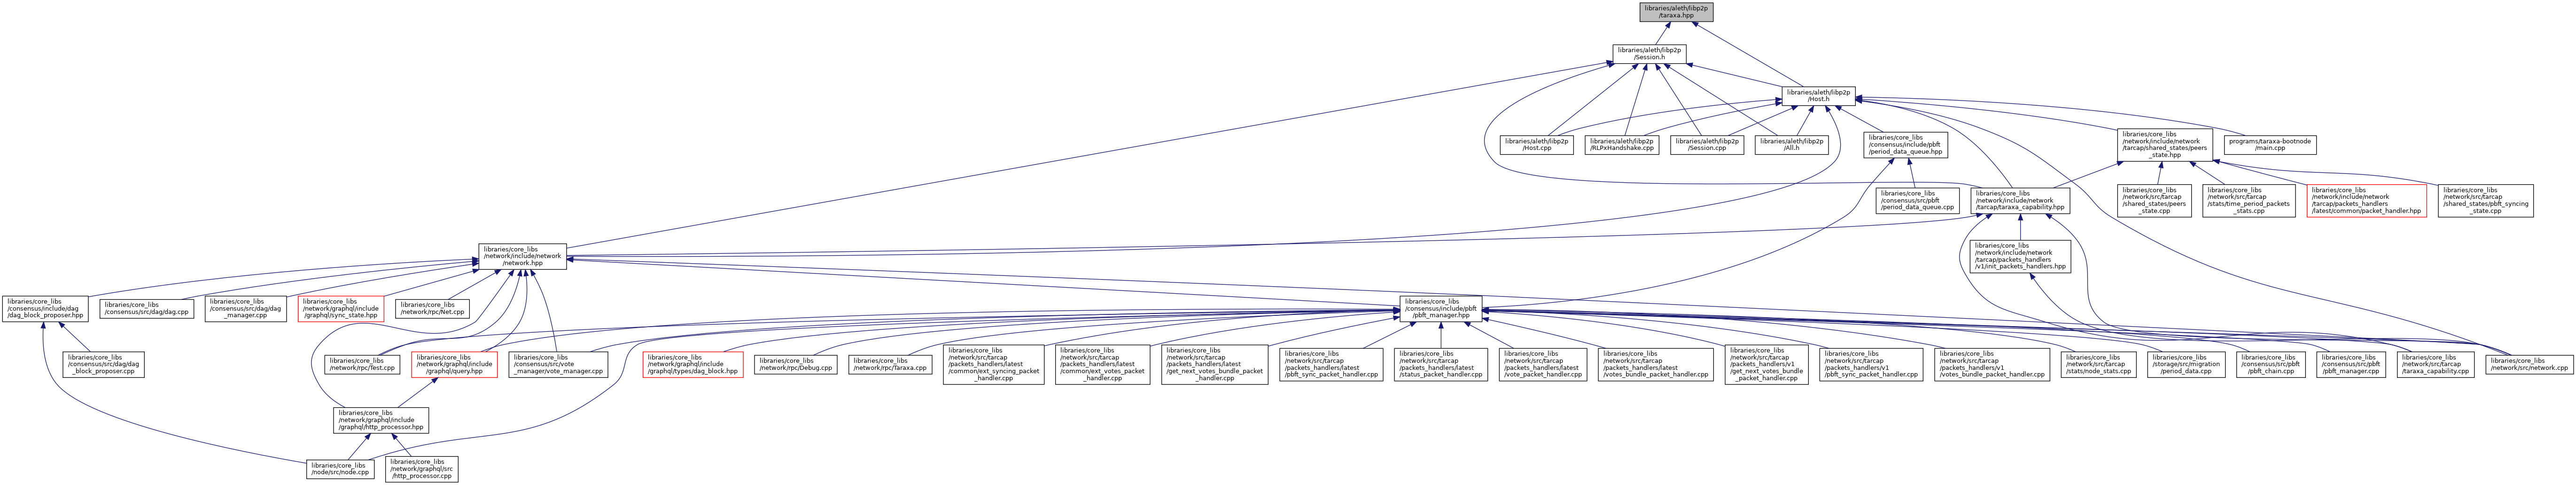 libraries/aleth/libp2p
/taraxa.hpp
libraries/aleth/libp2p
/Session.h
libraries/aleth/libp2p
/Host.h
libraries/aleth/libp2p
/Host.cpp
libraries/aleth/libp2p
/RLPxHandshake.cpp
libraries/aleth/libp2p
/Session.cpp
libraries/aleth/libp2p
/All.h
libraries/core_libs
/consensus/include/pbft
/period_data_queue.hpp
libraries/core_libs
/network/include/network
/tarcap/shared_states/peers
_state.hpp
programs/taraxa-bootnode
/main.cpp
libraries/core_libs
/consensus/src/pbft
/period_data_queue.cpp
libraries/core_libs
/network/include/network
/tarcap/taraxa_capability.hpp
libraries/core_libs
/network/src/tarcap
/shared_states/peers
_state.cpp
libraries/core_libs
/network/src/tarcap
/stats/time_period_packets
_stats.cpp
libraries/core_libs
/network/include/network
/tarcap/packets_handlers
/latest/common/packet_handler.hpp
libraries/core_libs
/network/src/tarcap
/shared_states/pbft_syncing
_state.cpp
libraries/core_libs
/network/include/network
/network.hpp
libraries/core_libs
/network/include/network
/tarcap/packets_handlers
/v1/init_packets_handlers.hpp
libraries/core_libs
/consensus/include/dag
/dag_block_proposer.hpp
libraries/core_libs
/consensus/src/dag/dag.cpp
libraries/core_libs
/consensus/src/dag/dag
_manager.cpp
libraries/core_libs
/network/graphql/include
/graphql/sync_state.hpp
libraries/core_libs
/network/rpc/Net.cpp
libraries/core_libs
/consensus/include/pbft
/pbft_manager.hpp
libraries/core_libs
/consensus/src/dag/dag
_block_proposer.cpp
libraries/core_libs
/network/rpc/Test.cpp
libraries/core_libs
/network/graphql/include
/graphql/query.hpp
libraries/core_libs
/consensus/src/vote
_manager/vote_manager.cpp
libraries/core_libs
/network/graphql/include
/graphql/types/dag_block.hpp
libraries/core_libs
/network/rpc/Debug.cpp
libraries/core_libs
/network/rpc/Taraxa.cpp
libraries/core_libs
/network/src/tarcap
/packets_handlers/latest
/common/ext_syncing_packet
_handler.cpp
libraries/core_libs
/network/src/tarcap
/packets_handlers/latest
/common/ext_votes_packet
_handler.cpp
libraries/core_libs
/network/src/tarcap
/packets_handlers/latest
/get_next_votes_bundle_packet
_handler.cpp
libraries/core_libs
/network/src/tarcap
/packets_handlers/latest
/pbft_sync_packet_handler.cpp
libraries/core_libs
/network/src/tarcap
/packets_handlers/latest
/status_packet_handler.cpp
libraries/core_libs
/network/src/tarcap
/packets_handlers/latest
/vote_packet_handler.cpp
libraries/core_libs
/network/src/tarcap
/packets_handlers/latest
/votes_bundle_packet_handler.cpp
libraries/core_libs
/network/src/tarcap
/packets_handlers/v1
/get_next_votes_bundle
_packet_handler.cpp
libraries/core_libs
/network/src/tarcap
/packets_handlers/v1
/pbft_sync_packet_handler.cpp
libraries/core_libs
/network/src/tarcap
/packets_handlers/v1
/votes_bundle_packet_handler.cpp
libraries/core_libs
/network/src/tarcap
/stats/node_stats.cpp
libraries/core_libs
/storage/src/migration
/period_data.cpp
libraries/core_libs
/consensus/src/pbft
/pbft_chain.cpp
libraries/core_libs
/consensus/src/pbft
/pbft_manager.cpp
libraries/core_libs
/network/src/tarcap
/taraxa_capability.cpp
libraries/core_libs
/network/src/network.cpp
libraries/core_libs
/network/graphql/include
/graphql/http_processor.hpp
libraries/core_libs
/node/src/node.cpp
libraries/core_libs
/network/graphql/src
/http_processor.cpp